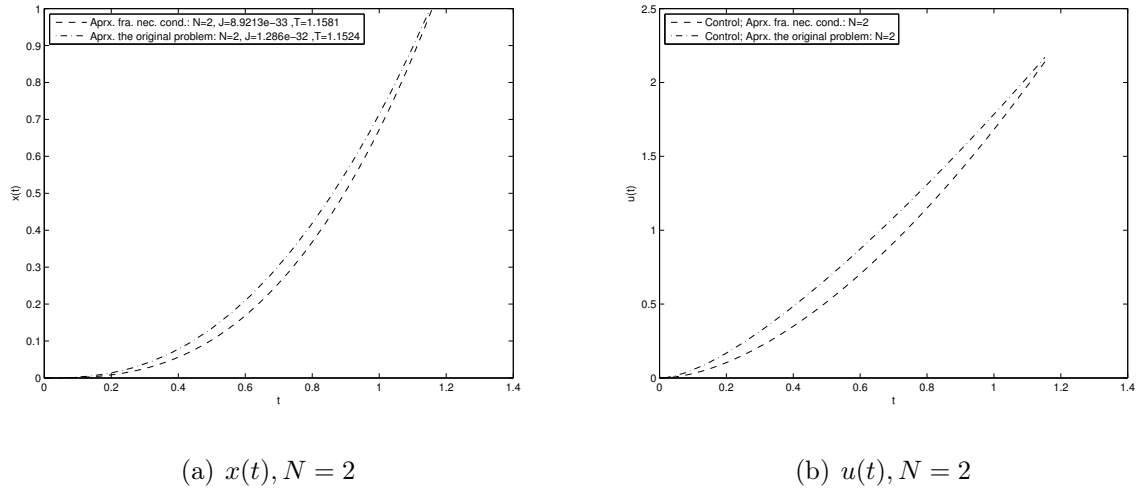 1
0.9
0.8
0.7
0.6
0.5
0.4
0.3
0.2
0.1
0
x(t)
Aprx. fra. nec. cond.: N=2, J=8.9213e−33 ,T=1.1581
Aprx. the original problem: N=2, J=1.286e−32 ,T=1.1524
0 0.2 0.4 0.6 0.8 1 1.2 1.4
t
(a) x(t), N = 2
2.5
2
1.5
1
0.5
0
u(t)
Control; Aprx. fra. nec. cond.: N=2
Control; Aprx. the original problem: N=2
0 0.2 0.4 0.6 0.8 1 1.2 1.4
t
(b) u(t), N = 2